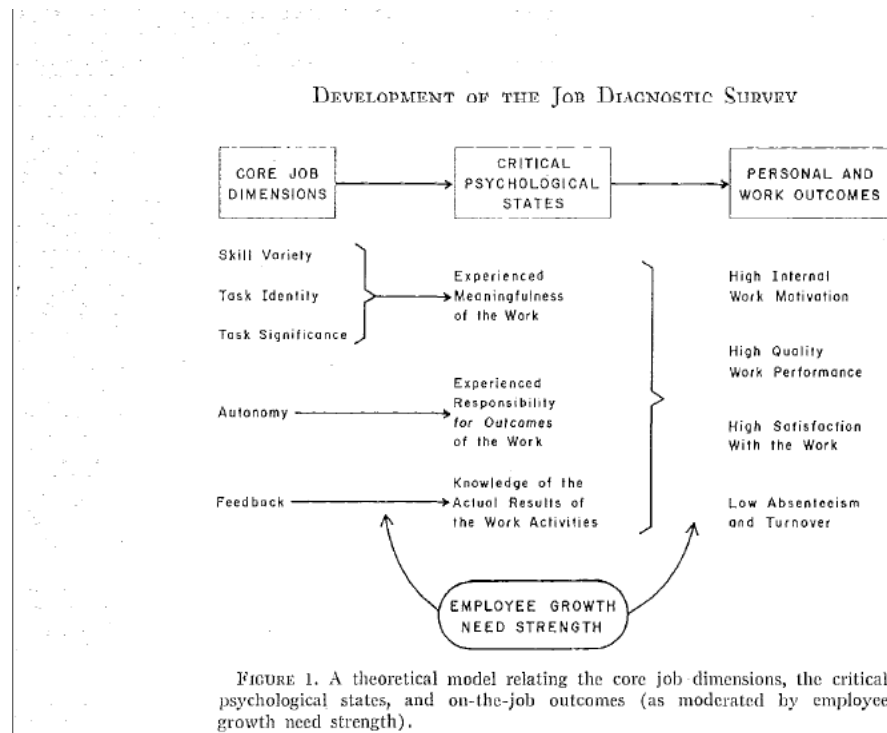 DEVELOPMENT OF THE JOB DIAGNOSTIC SURVEY
CORE JOB
DIMENSIONS
CRITICAL
PSYCHOLOGICAL
STATES
PERSONAL AND
WORK OUTCOMES
Skill Variety
Task Identity
Task Significance
Experienced
Meaningfulness
of the Work
High Internal
Work Motivation
High Quality
Work Performance
Autonomy
Experienced
Responsibility
for Outcomes
of the Work
High Satisfaction
With the Work
Feedback
Knowledge of the
Actual Results of
the Work Activities
Low Absenteeism
and Turnover
EMPLOYEE GROWTH
NEED STRENGTH
FIGURE 1. A theoretical model relating the core job dimensions, the critical
psychological states, and on-the-job outcomes (as moderated by employee
growth need strength).